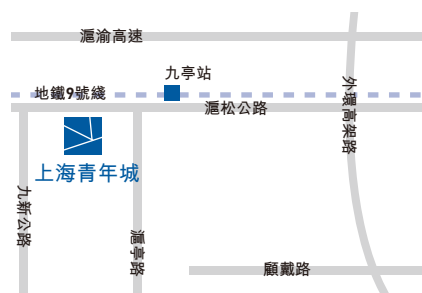 滬渝高速
九亭站
地鐵9號綫
滬松公路
外環高架路
上海青年城
九新公路
滬亭路
顧戴路